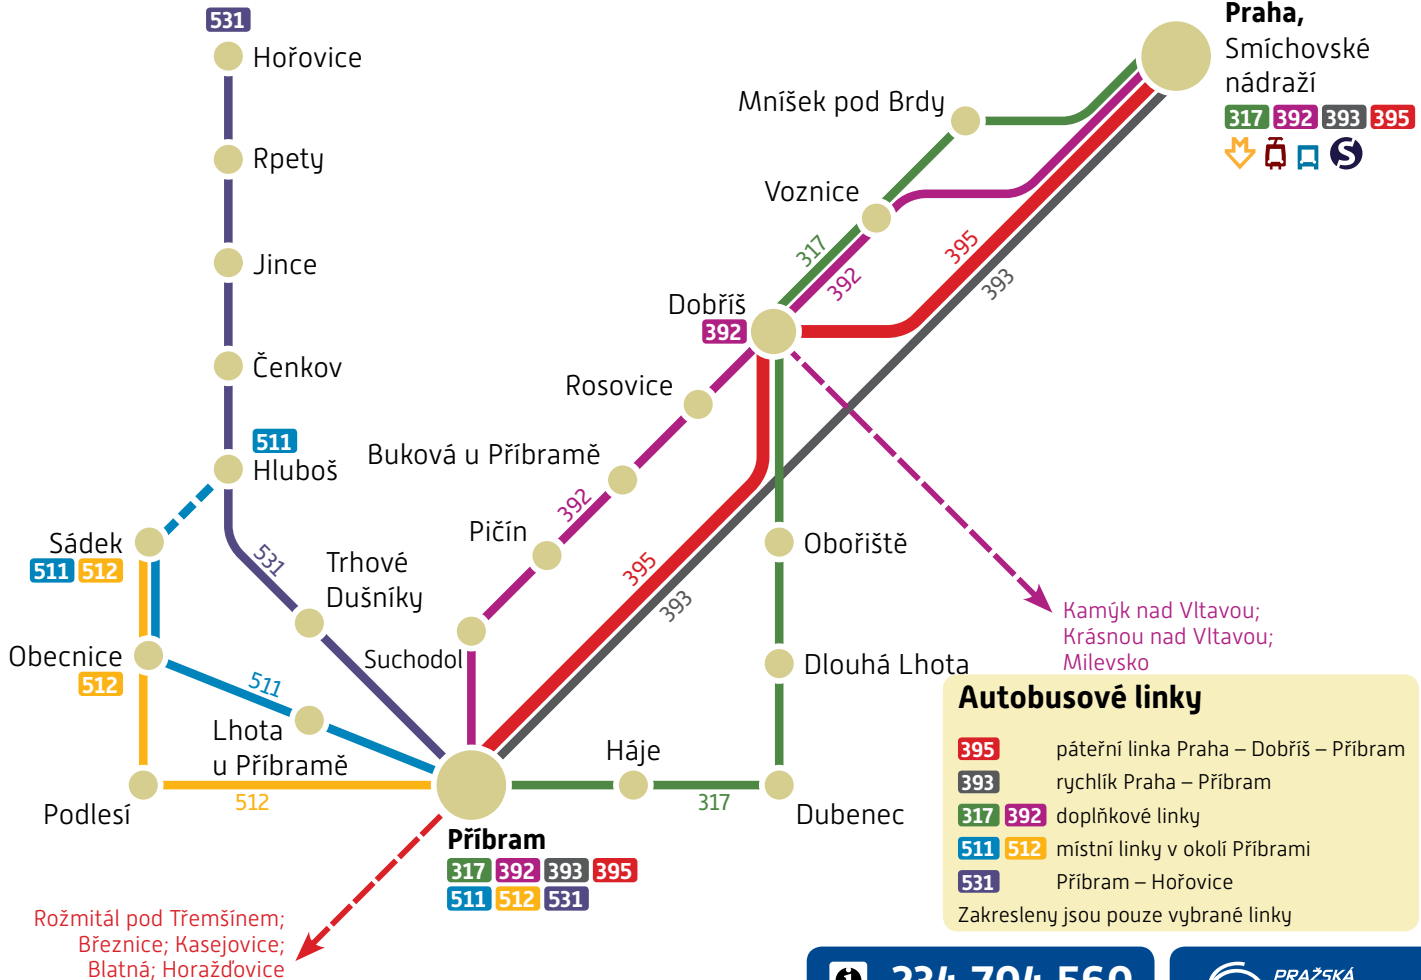 531
Hořovice
Rpety
Jince
Čenkov
511
Hluboš
Sádek
511 512
Obecnice
512
531
Trhové
Dušníky
511
Lhota
u Příbramě
Podlesí
512
Praha,
Smíchovské
nádraží
317 392 393 395
M S
Mníšek pod Brdy
Voznice
317
392
395
393
Dobříš
392
Rosovice
Buková u Příbramě
392
Pičín
Suchodol
395
393
Obořiště
Dlouhá Lhota
Háje
317
Dubenec
Příbram
317 392 393 395
511 512 531
Rožmitál pod Třemšínem;
Březnice; Kasejovice;
Blatná; Horažďovice
Kamýk nad Vltavou;
Krásnou nad Vltavou;
Milevsko
Autobusové linky
395 páteřní linka Praha – Dobříš – Příbram
393 rychlík Praha – Příbram
317 392 doplňkové linky
511 512 místní linky v okolí Příbrami
531 Příbram – Hořovice
Zakresleny jsou pouze vybrané linky
234 704 560
PRAŽSKÁ